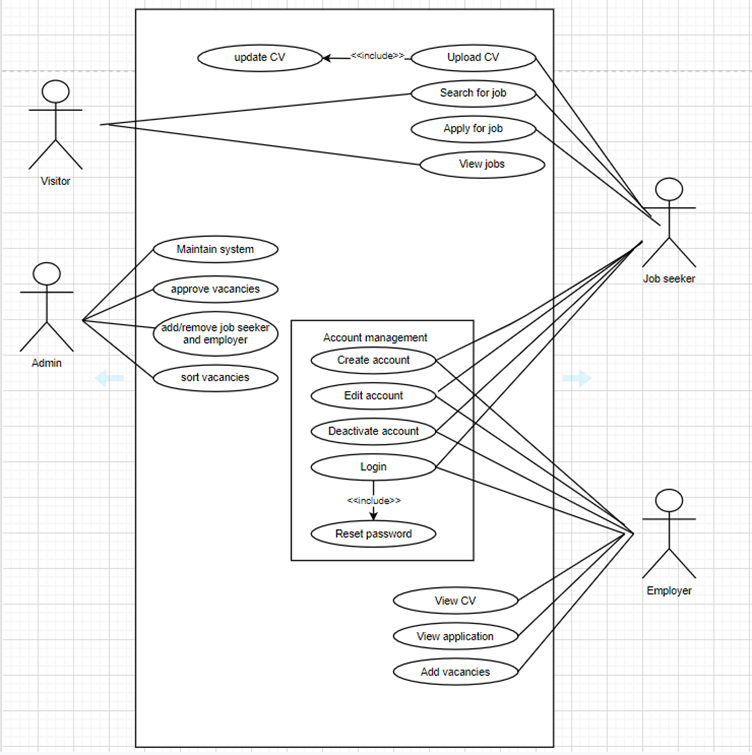 update CV
<<include>>
Upload CV
Search for job
Apply for job
View jobs
Visitor
Job seeker
Maintain system
approve vacancies
add/remove job seeker
and employer
sort vacancies
Admin
Account management
Create account
Edit account
Deactivate account
Login
<<include>>
Reset password
Employer
View CV
View application
Add vacancies